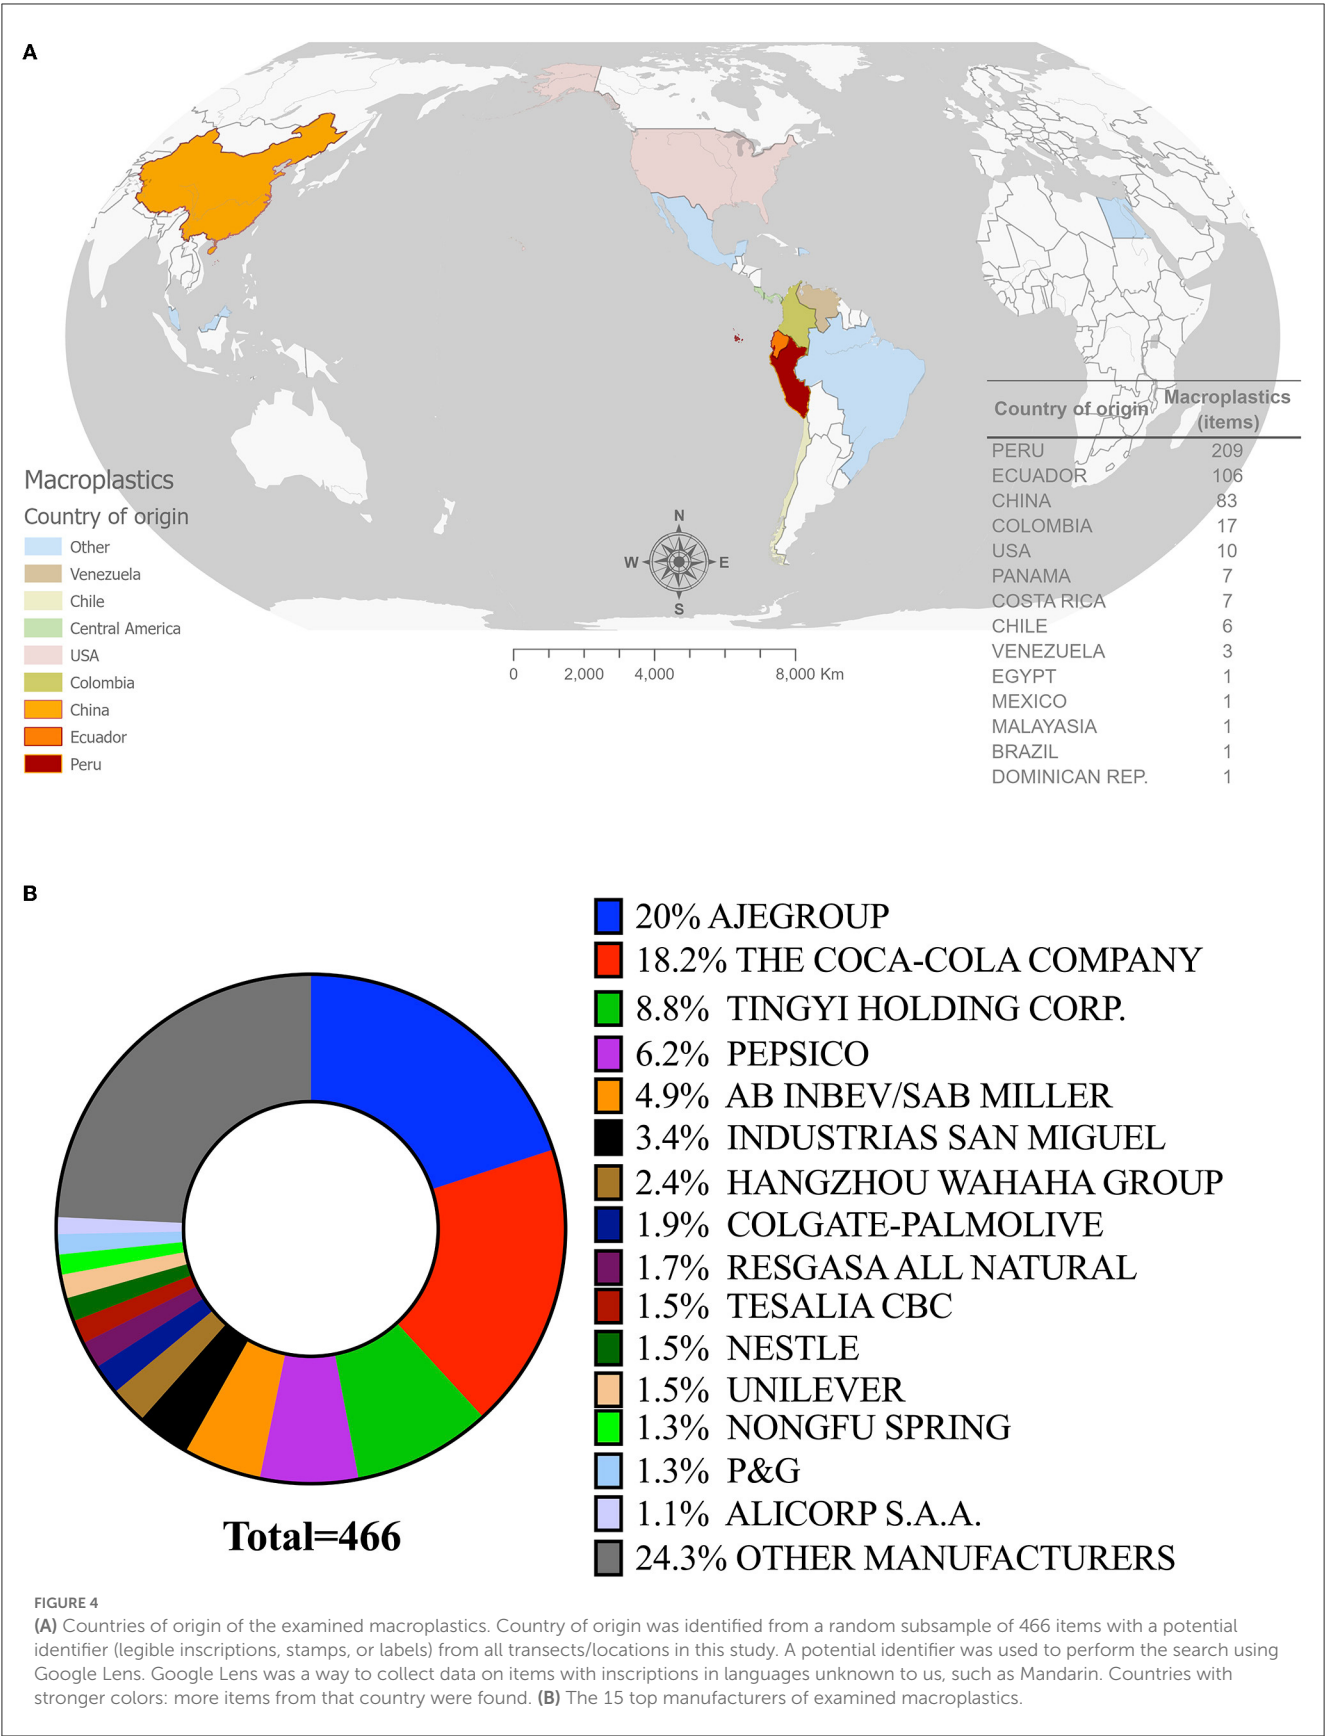 A
Macroplastics
Country of origin
Other
Venezuela
Chile
Central America
USA
Colombia
China
Ecuador
Peru
N
W E
S
0 2,000 4,000 8,000 Km
Country of origin Macroplastics (items)
PERU 209
ECUADOR 106
CHINA 83
COLOMBIA 17
USA 10
PANAMA 7
COSTA RICA 7
CHILE 6
VENEZUELA 3
EGYPT 1
MEXICO 1
MALAYASIA 1
BRAZIL 1
DOMINICAN REP. 1
B
20% AJEGROUP
18.2% THE COCA-COLA COMPANY
8.8% TINGYI HOLDING CORP.
6.2% PEPSICO
4.9% AB INBEV/SAB MILLER
3.4% INDUSTRIAS SAN MIGUEL
2.4% HANGZHOU WAHAHA GROUP
1.9% COLGATE-PALMOLIVE
1.7% RESGASA ALL NATURAL
1.5% TESALIA CBC
1.5% NESTLE
1.5% UNILEVER
1.3% NONGFU SPRING
1.3% P&G
1.1% ALICORP S.A.A.
24.3% OTHER MANUFACTURERS
Total=466
FIGURE 4
(A) Countries of origin of the examined macroplastics. Country of origin was identified from a random subsample of 466 items with a potential
identifier (legible inscriptions, stamps, or labels) from all transects/locations in this study. A potential identifier was used to perform the search using
Google Lens. Google Lens was a way to collect data on items with inscriptions in languages unknown to us, such as Mandarin. Countries with
stronger colors: more items from that country were found. (B) The 15 top manufacturers of examined macroplastics.